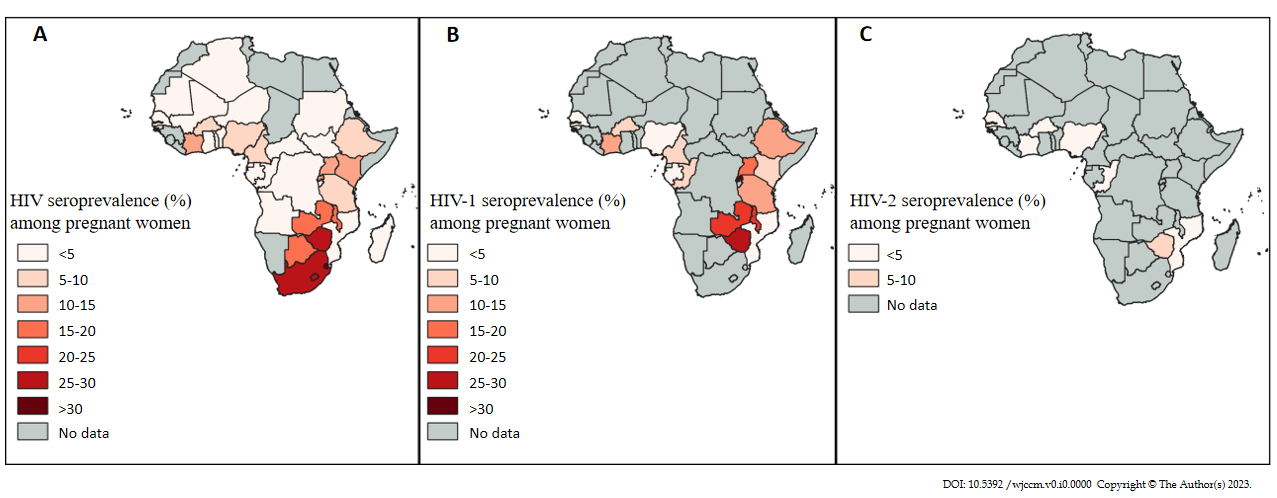 A
B
C
HIV seroprevalence (%)
among pregnant women
<5
5-10
10-15
15-20
20-25
25-30
>30
No data
HIV-1 seroprevalence (%)
among pregnant women
<5
5-10
10-15
15-20
20-25
25-30
>30
No data
HIV-2 seroprevalence (%)
among pregnant women
<5
5-10
No data
DOI: 10.5392 /wjccm.v0.i0.0000 Copyright © The Author(s) 2023.